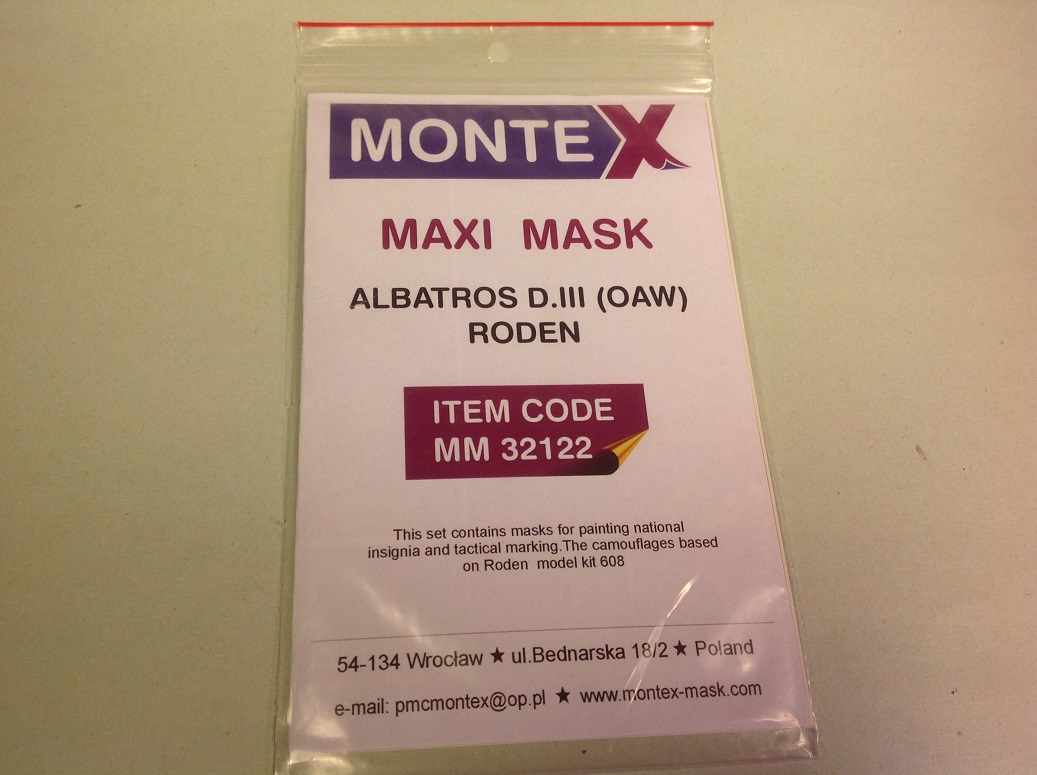 MONTEX
MAXI MASK
ALBATROS D.III (OAW)
RODEN
ITEM CODE
MM 32122
This set contains masks for painting national
insignia and tactical marking.The camouflages based
on Roden model kit 608
54-134 Wrocław ★ ul.Bednarska 18/2 ★ Poland
e-mail: pmcmontex@op.pl ★ www.montex-mask.com